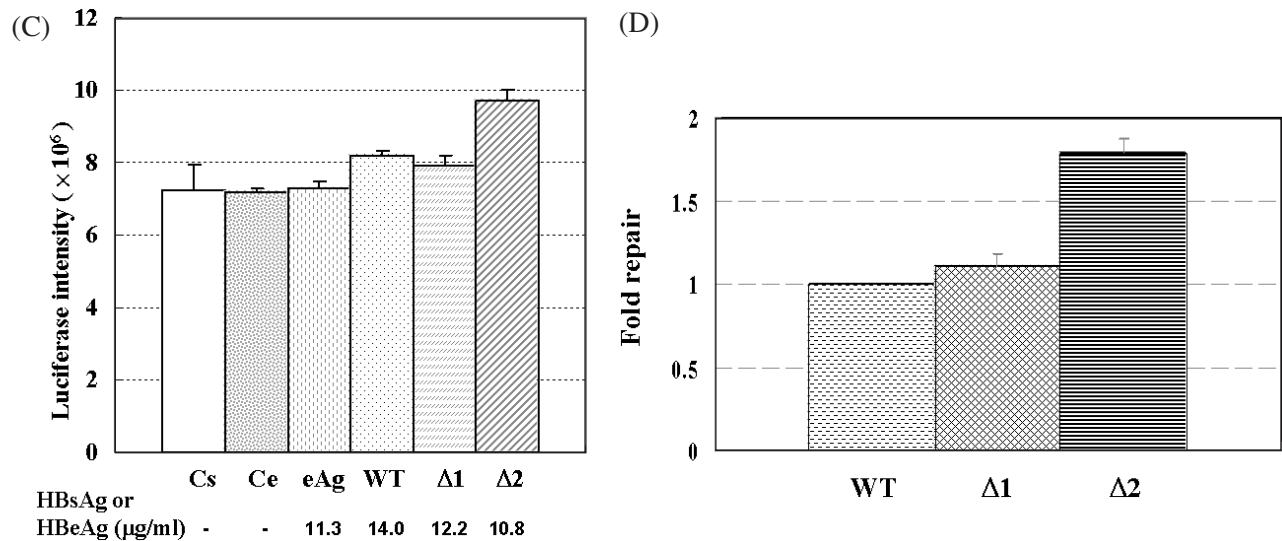 (C)
Luciferase intensity ( × 10⁶ )
12
10
8
6
4
2
0
Cs Ce eAg WT Δ1 Δ2
HBsAg or
HBeAg (µg/ml) - - 11.3 14.0 12.2 10.8
(D)
Fold repair
2
1.5
1
0.5
0
WT Δ1 Δ2